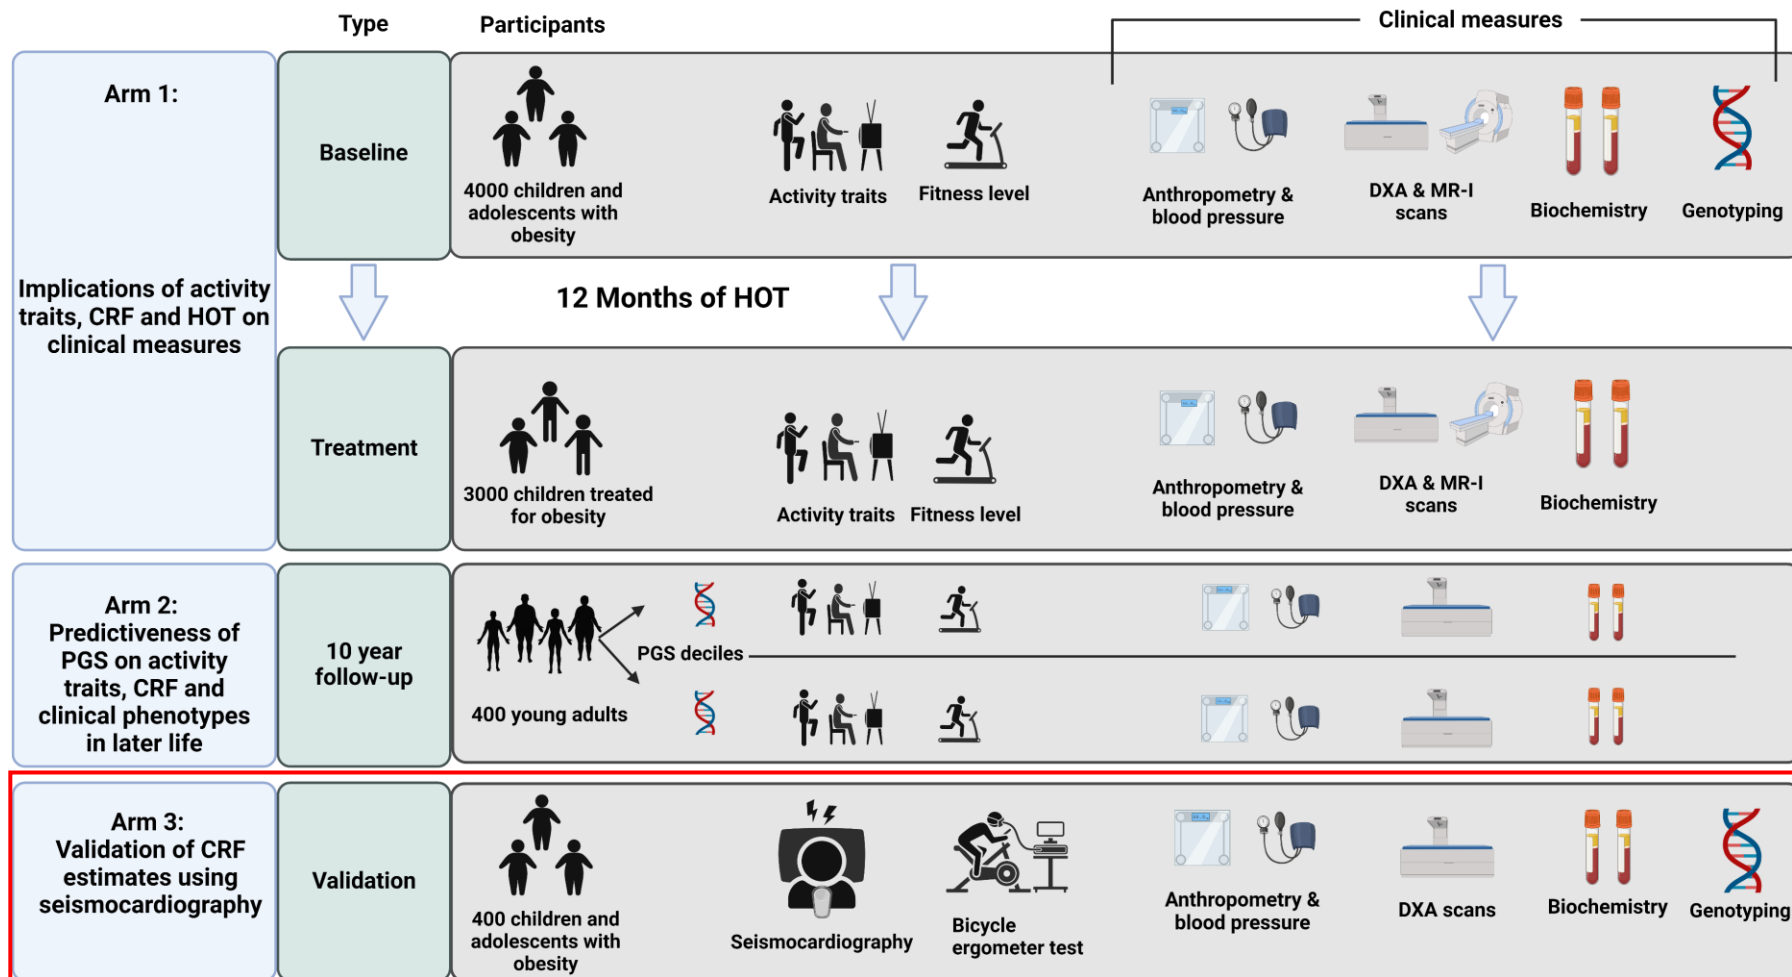 Type
Participants
Clinical measures
Arm 1:
Implications of activity
traits, CRF and HOT on
clinical measures
Baseline
4000 children and
adolescents with
obesity
Activity traits
Fitness level
Anthropometry &
blood pressure
DXA & MR-I
scans
Biochemistry
Genotyping
12 Months of HOT
Treatment
3000 children treated
for obesity
Activity traits
Fitness level
Anthropometry &
blood pressure
DXA & MR-I
scans
Biochemistry
Arm 2:
Predictiveness of
PGS on activity
traits, CRF and
clinical phenotypes
in later life
10 year
follow-up
400 young adults
PGS deciles
Arm 3:
Validation of CRF
estimates using
seismocardiography
Validation
400 children and
adolescents with
obesity
Seismocardiography
Bicycle
ergometer test
Anthropometry &
blood pressure
DXA scans
Biochemistry
Genotyping